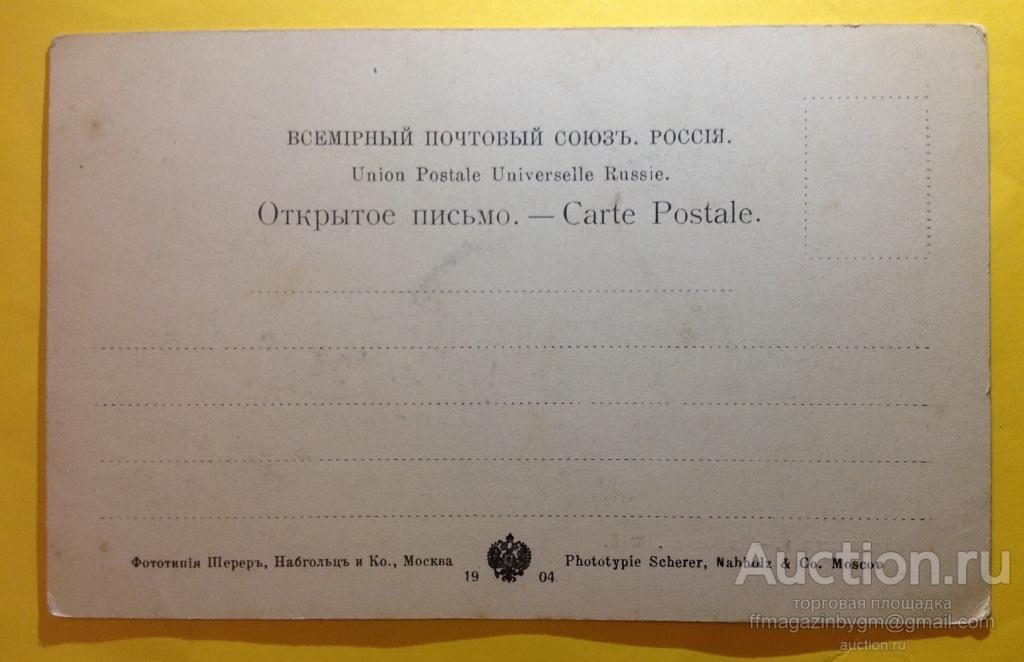 ВСЕМІРНЫЙ ПОЧТОВЫЙ СОЮЗЪ. РОССІЯ.
Union Postale Universelle Russie.
Открытое письмо. — Carte Postale.
Фототипія Шереръ, Набгольцъ и Ко., Москва
19 04
Phototypie Scherer, Nabholz & Co. Moscou
Auction.ru
торговая площадка
ffmagazinbygm@gmail.com
auction.ru